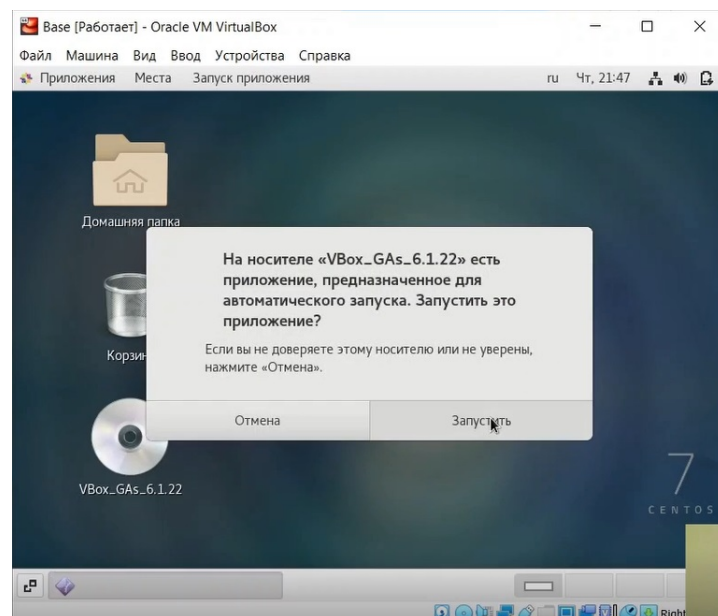 Base [Работает] - Oracle VM VirtualBox
Файл Машина Вид Ввод Устройства Справка
Приложения Места Запуск приложения ru Чт, 21:47
Домашняя папка
На носителе «VBox_GAs_6.1.22» есть
приложение, предназначенное для
автоматического запуска. Запустить это
приложение?
Если вы не доверяете этому носителю или не уверены,
нажмите «Отмена».
Корзин
Отмена Запустить
VBox_GAs_6.1.22
7
CENTOS
Right